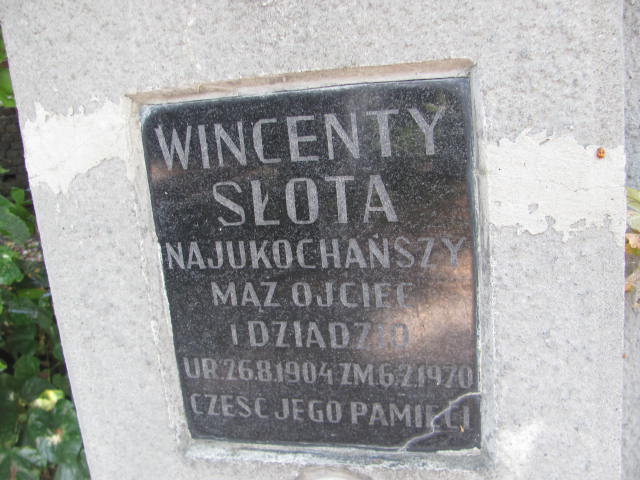 WINCENTY
SŁOTA
NAJUKOCHAŃSZY
MĄŻ OJCIEC
I DZIADZIO
UR.26.8.1904 ZM.6.2.1970
CZEŚĆ JEGO PAMIĘCI